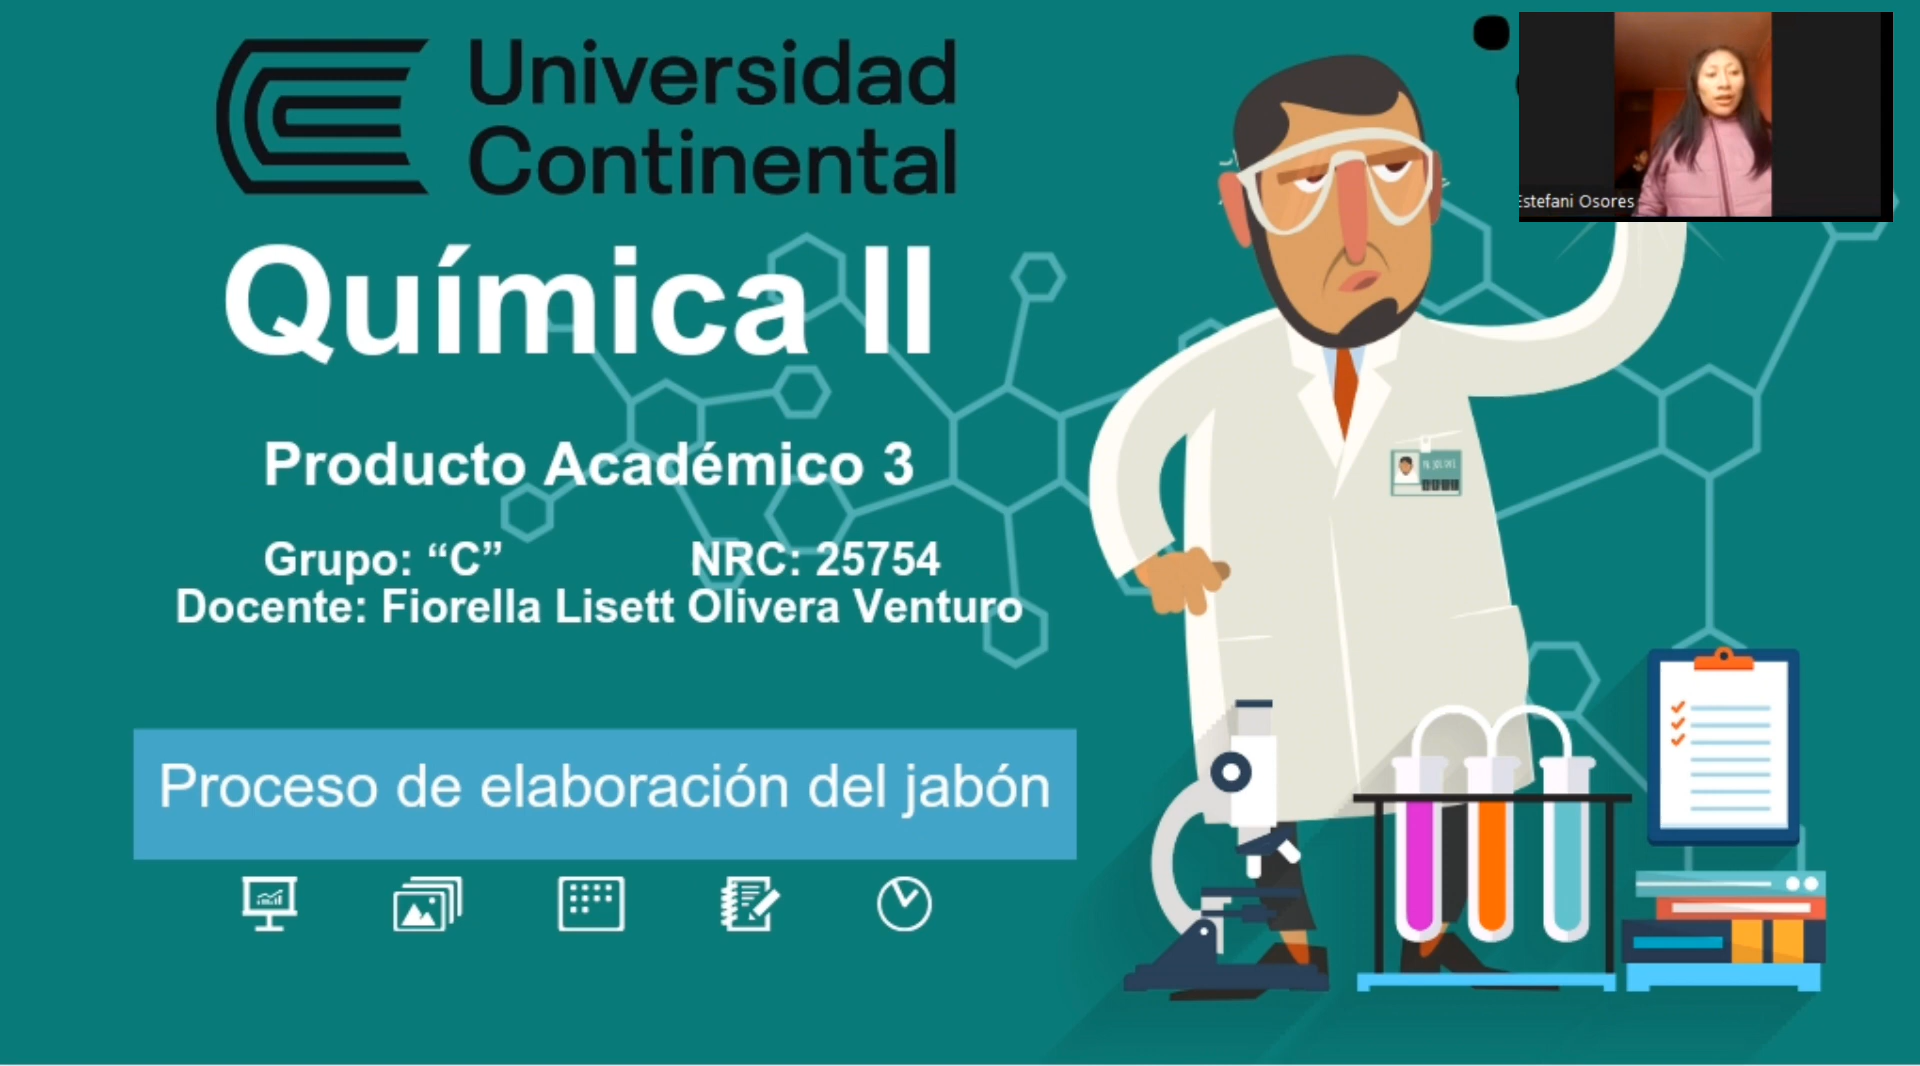 Universidad
Continental
Química II
Producto Académico 3
Grupo: “C” NRC: 25754
Docente: Fiorella Lisett Olivera Venturo
Proceso de elaboración del jabón
Estefani Osores